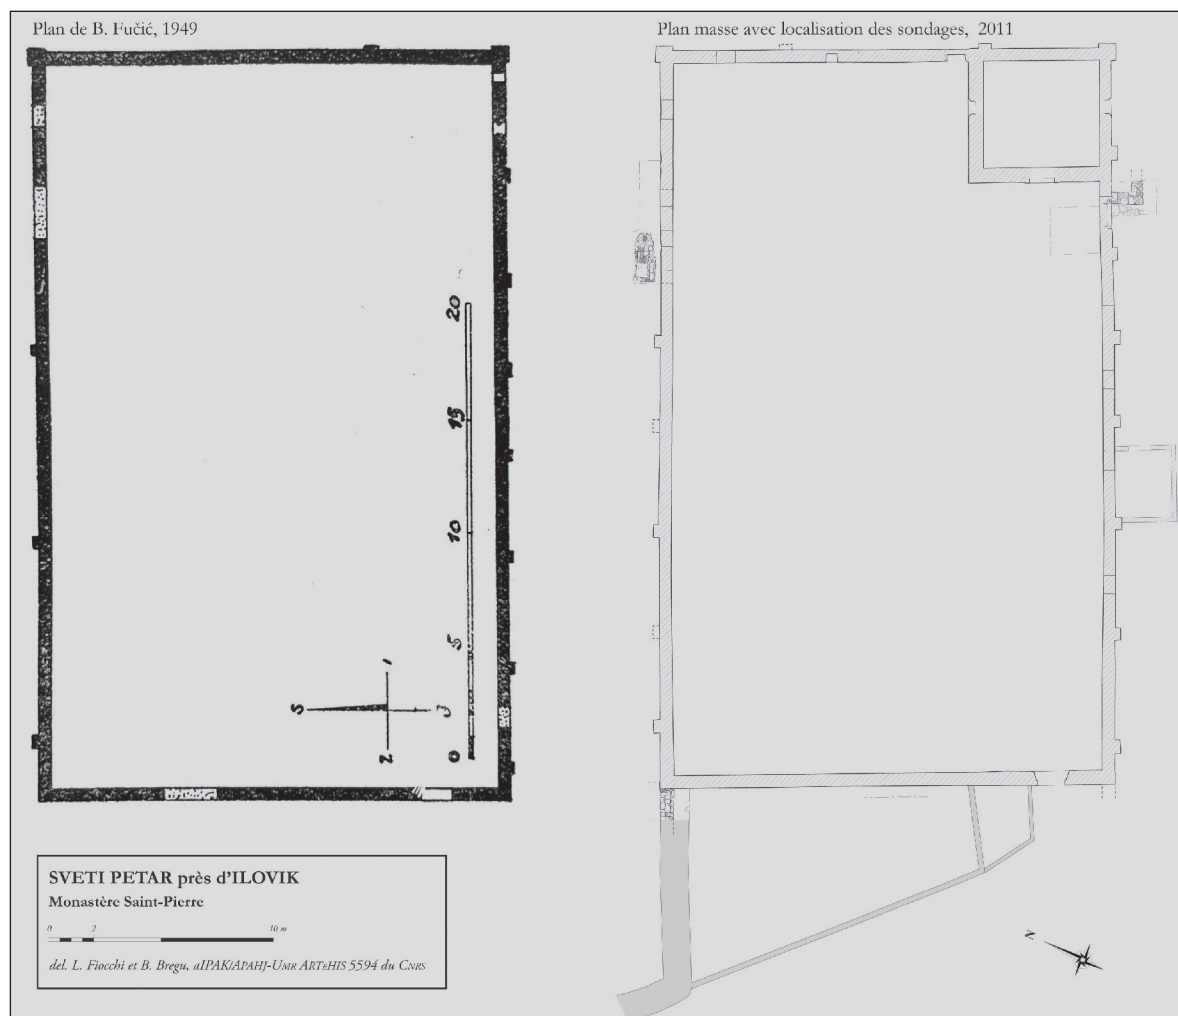 Plan de B. Fučić, 1949
Plan masse avec localisation des sondages, 2011
20
15
10
5
0
S
J
I
Z
N
SVETI PETAR près d'ILOVIK
Monastère Saint-Pierre
0 2 10 m
del. L. Fiocchi et B. Bregu, aIPAK/APAHJ-UMR ARTeHIS 5594 du CNRS